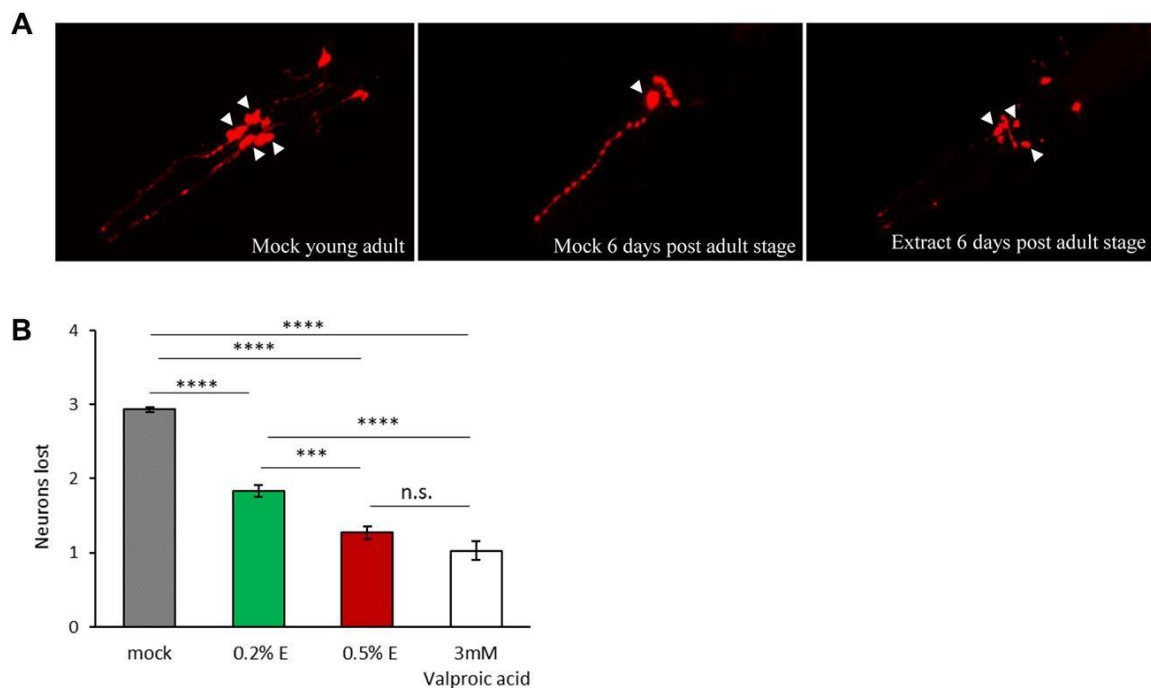 A
Mock young adult
Mock 6 days post adult stage
Extract 6 days post adult stage
B
Neurons lost
4
3
2
1
0
****
****
****
****
***
n.s.
mock
0.2% E
0.5% E
3mM
Valproic acid